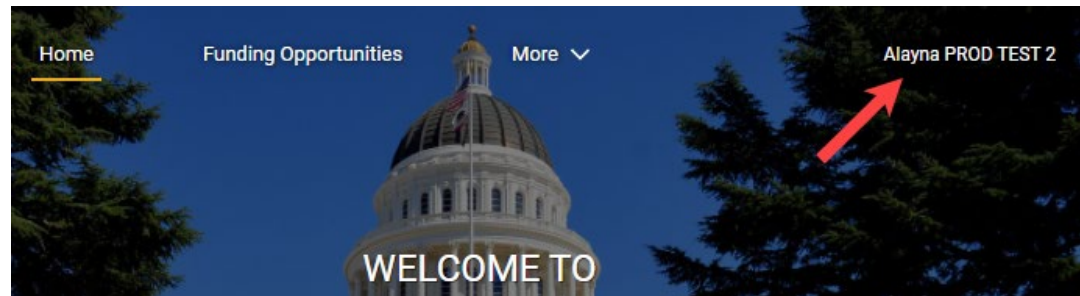 Home Funding Opportunities More Alayna PROD TEST 2
WELCOME TO